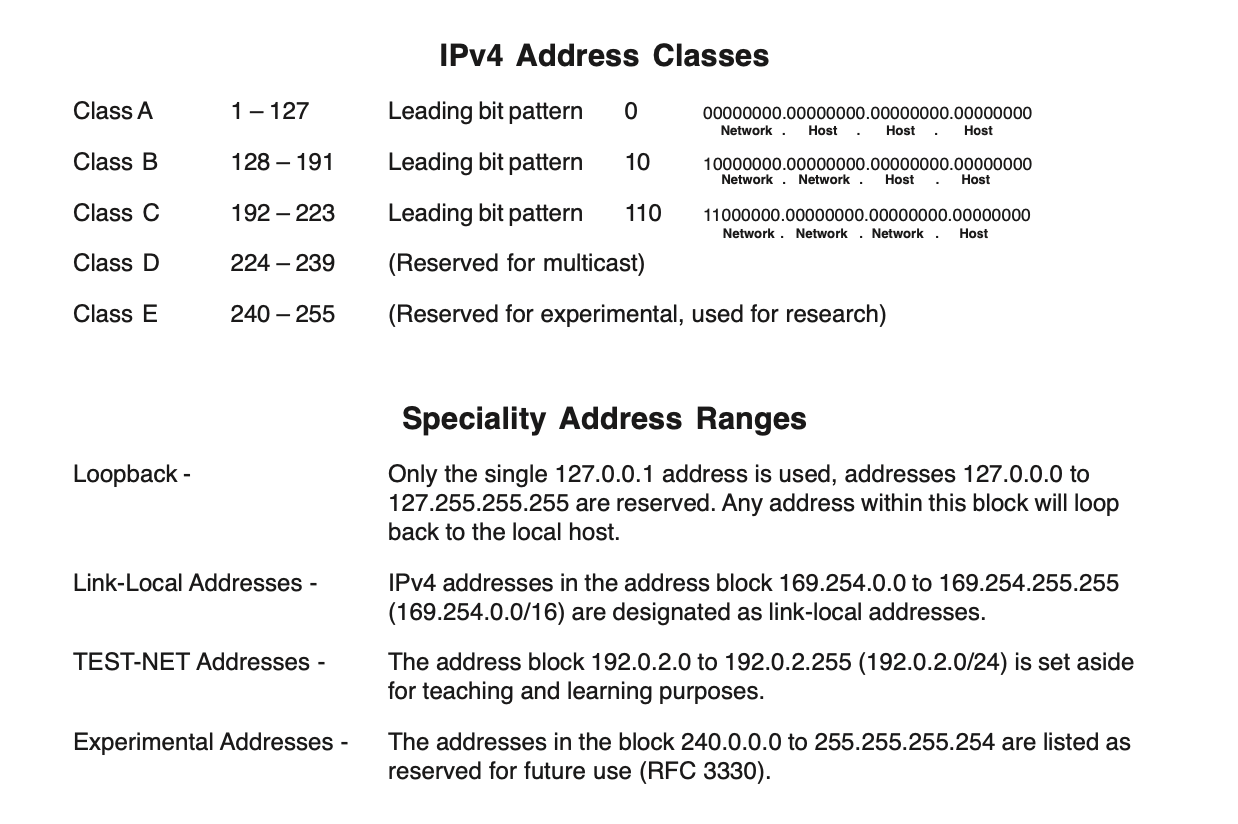 IPv4 Address Classes
Class A 1 – 127 Leading bit pattern 0 00000000.00000000.00000000.00000000
Network . Host . Host . Host
Class B 128 – 191 Leading bit pattern 10 10000000.00000000.00000000.00000000
Network . Network . Host . Host
Class C 192 – 223 Leading bit pattern 110 11000000.00000000.00000000.00000000
Network . Network . Network . Host
Class D 224 – 239 (Reserved for multicast)
Class E 240 – 255 (Reserved for experimental, used for research)
Speciality Address Ranges
Loopback - Only the single 127.0.0.1 address is used, addresses 127.0.0.0 to
127.255.255.255 are reserved. Any address within this block will loop
back to the local host.
Link-Local Addresses - IPv4 addresses in the address block 169.254.0.0 to 169.254.255.255
(169.254.0.0/16) are designated as link-local addresses.
TEST-NET Addresses - The address block 192.0.2.0 to 192.0.2.255 (192.0.2.0/24) is set aside
for teaching and learning purposes.
Experimental Addresses - The addresses in the block 240.0.0.0 to 255.255.255.254 are listed as
reserved for future use (RFC 3330).